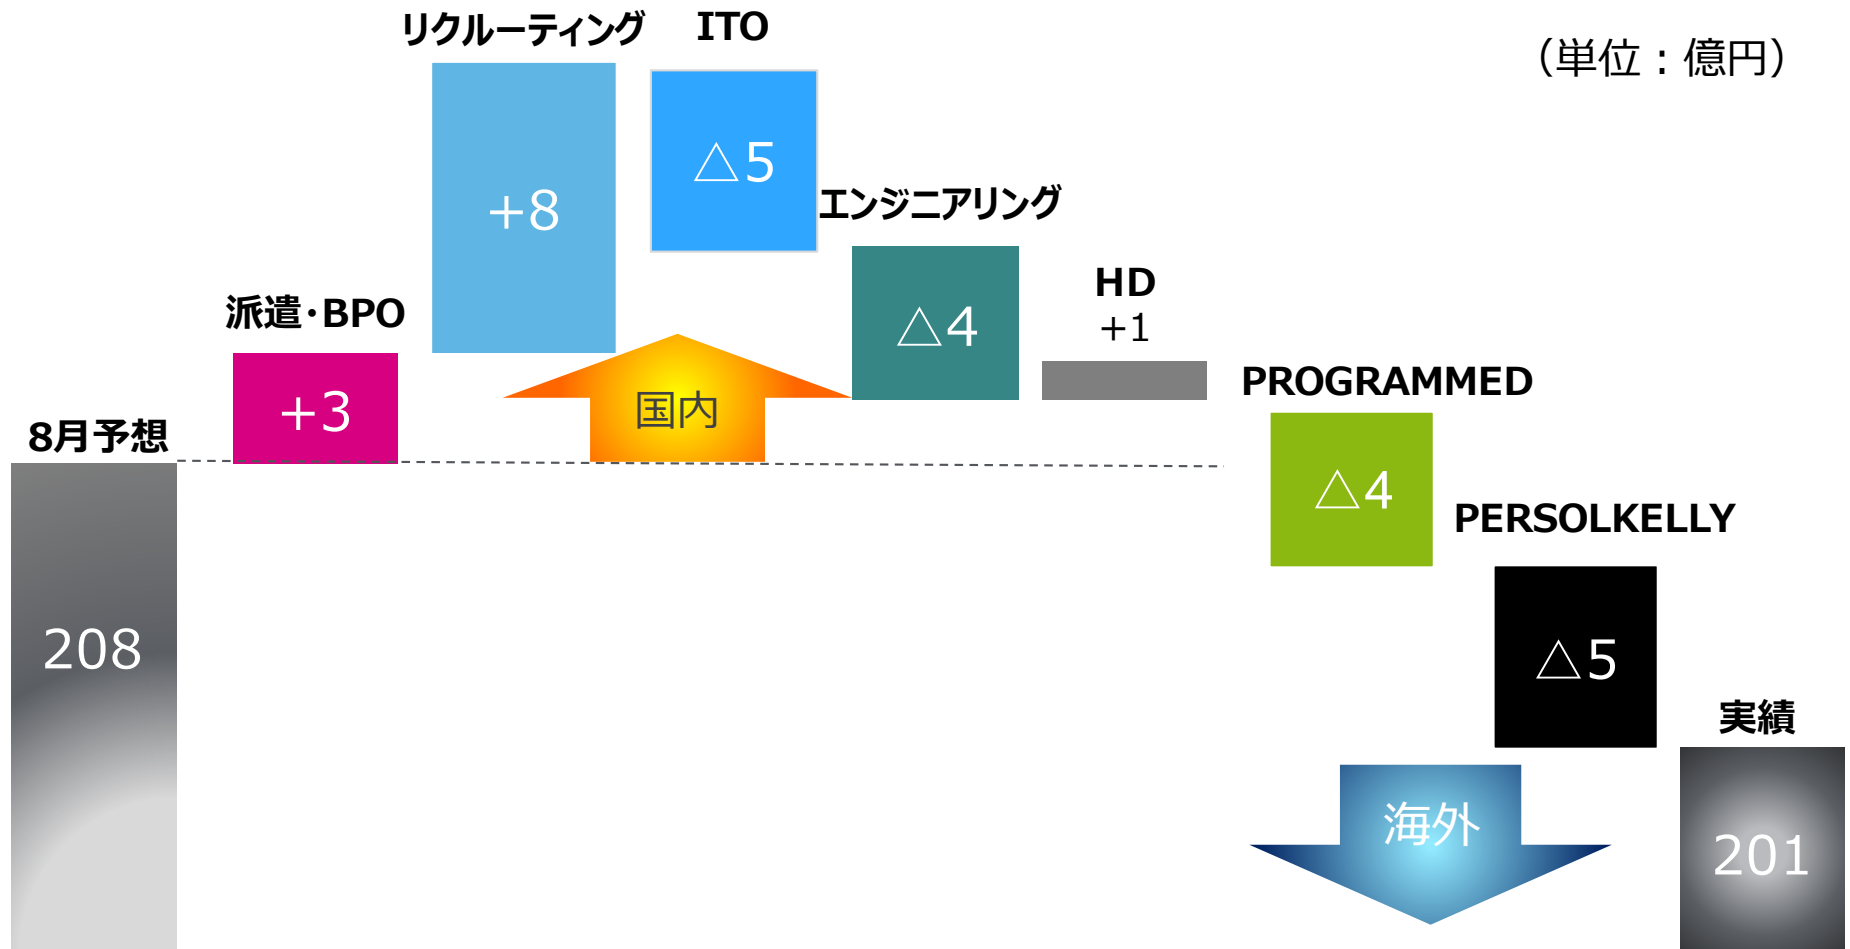 （単位：億円）
8月予想
208
派遣・BPO
+3
リクルーティング
+8
ITO
△5
エンジニアリング
△4
HD
+1
国内
PROGRAMMED
△4
PERSOLKELLY
△5
海外
実績
201